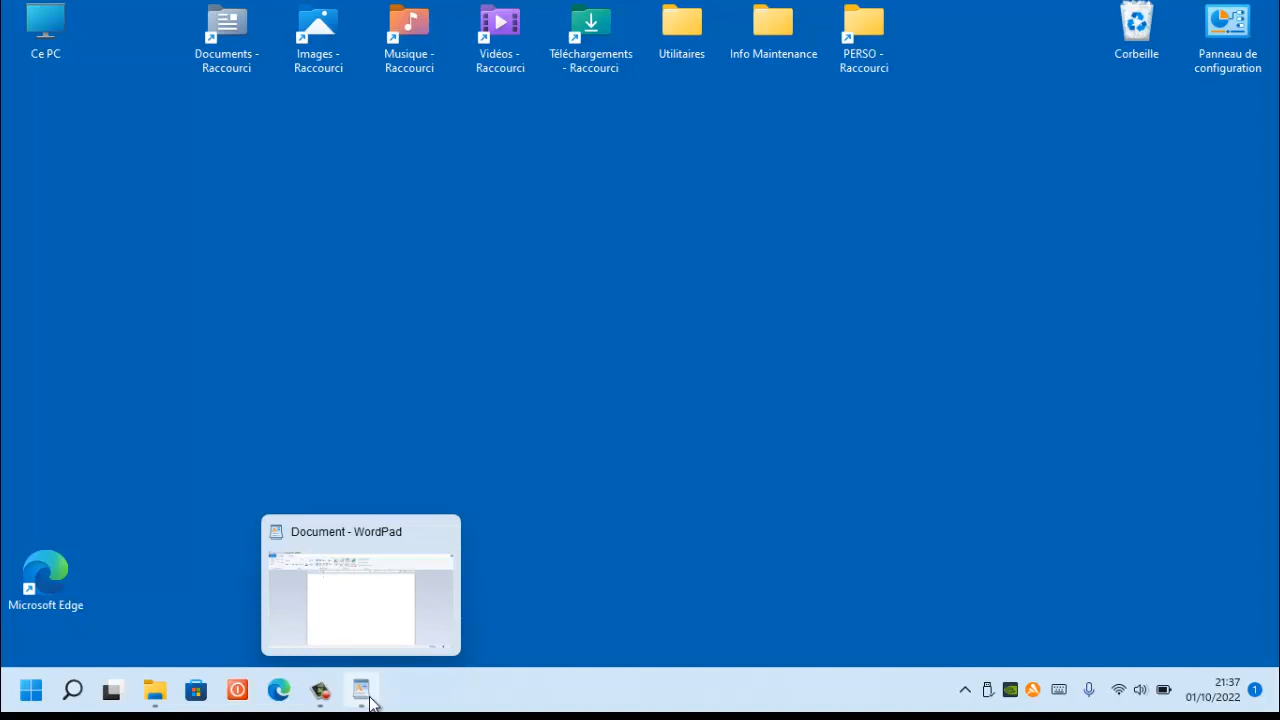 Ce PC
Documents -
Raccourci
Images -
Raccourci
Musique -
Raccourci
Vidéos -
Raccourci
Téléchargements
- Raccourci
Utilitaires
Info Maintenance
PERSO -
Raccourci
Corbeille
Panneau de
configuration
Document - WordPad
Microsoft Edge
21:37
01/10/2022
1